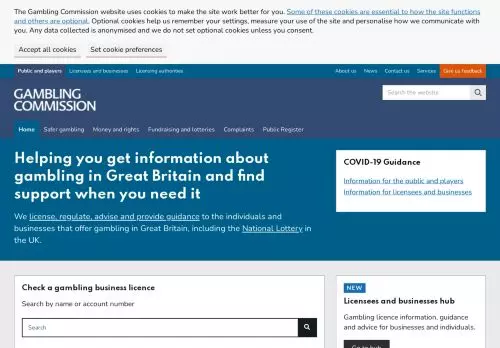 The Gambling Commission website uses cookies to make the site work better for you. Some of these cookies are essential to how the site functions
and others are optional. Optional cookies help us remember your settings, measure your use of the site and personalise how we communicate with
you. Any data collected is anonymised and we do not set optional cookies unless you consent.
Accept all cookies Set cookie preferences
Public and players Licensees and businesses Licensing authorities About us News Contact us Services Give us feedback
GAMBLING
COMMISSION
Search the website
Home Safer gambling Money and rights Fundraising and lotteries Complaints Public Register
Helping you get information about
gambling in Great Britain and find
support when you need it
We license, regulate, advise and provide guidance to the individuals and
businesses that offer gambling in Great Britain, including the National Lottery in
the UK.
COVID-19 Guidance
Information for the public and players
Information for licensees and businesses
Check a gambling business licence
Search by name or account number
Search
NEW
Licensees and businesses hub
Gambling licence information, guidance
and advice for businesses and individuals.
Go to hub